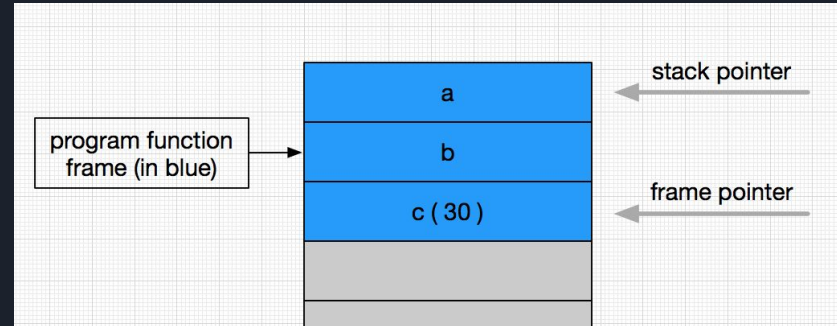 stack pointer
a
program function
frame (in blue)
b
frame pointer
c ( 30 )